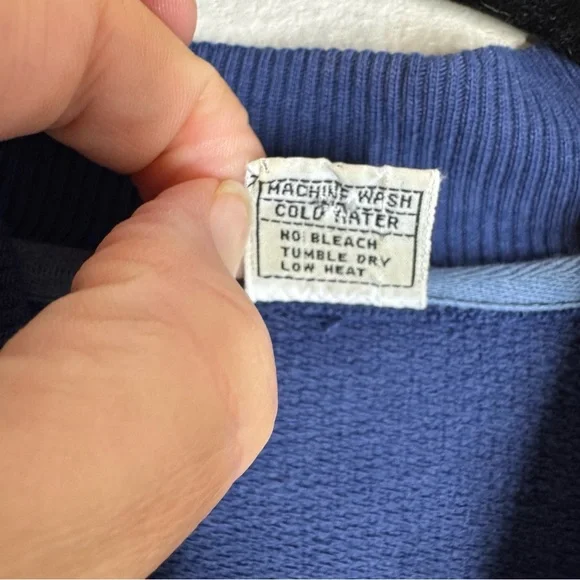 MACHINE WASH
COLD WATER
NO BLEACH
TUMBLE DRY
LOW HEAT